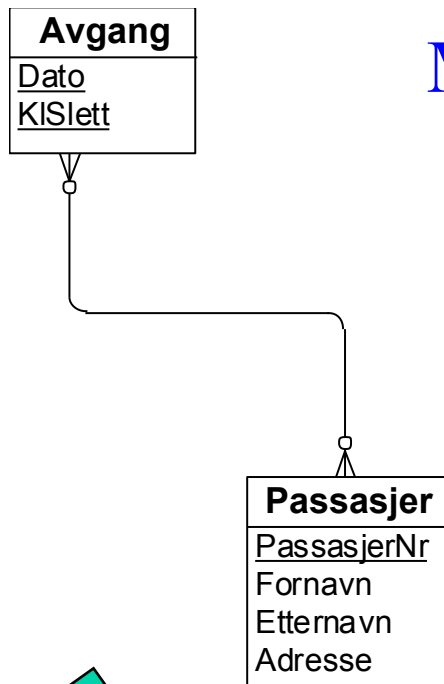 Avgang
Dato
KlSlett
Passasjer
PassasjerNr
Fornavn
Etternavn
Adresse